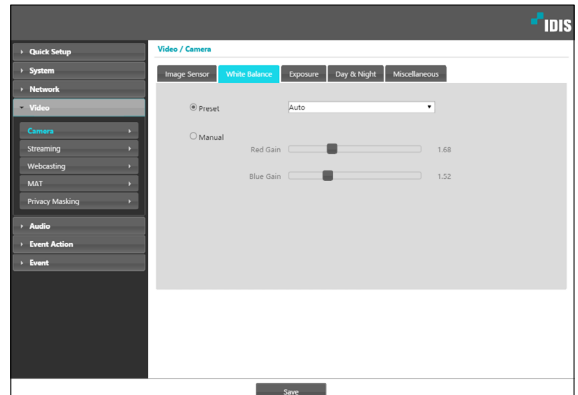 IDIS
Quick Setup
System
Network
Video
Camera
Streaming
Webcasting
MAT
Privacy Masking
Audio
Event Action
Event
Video / Camera
Image Sensor White Balance Exposure Day & Night Miscellaneous
Preset Auto
Manual
Red Gain 1.68
Blue Gain 1.52
Save